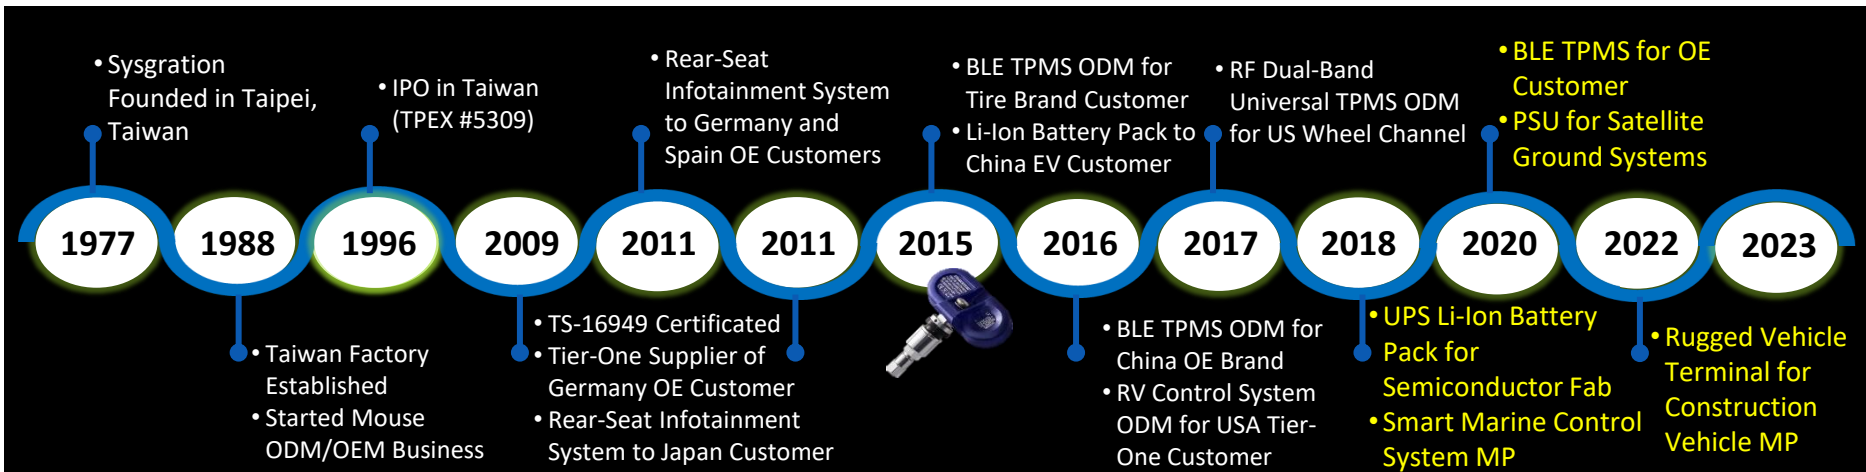 • Sysgration
Founded in Taipei,
Taiwan
• IPO in Taiwan
(TPEX #5309)
• Rear-Seat
Infotainment System
to Germany and
Spain OE Customers
• BLE TPMS ODM for
Tire Brand Customer
• Li-Ion Battery Pack to
China EV Customer
• RF Dual-Band
Universal TPMS ODM
for US Wheel Channel
• BLE TPMS for OE
Customer
• PSU for Satellite
Ground Systems
1977
1988
1996
2009
2011
2011
2015
2016
2017
2018
2020
2022
2023
• Taiwan Factory
Established
• Started Mouse
ODM/OEM Business
• TS-16949 Certificated
• Tier-One Supplier of
Germany OE Customer
• Rear-Seat Infotainment
System to Japan Customer
• BLE TPMS ODM for
China OE Brand
• RV Control System
ODM for USA Tier-
One Customer
• UPS Li-Ion Battery
Pack for
Semiconductor Fab
• Smart Marine Control
System MP
• Rugged Vehicle
Terminal for
Construction
Vehicle MP